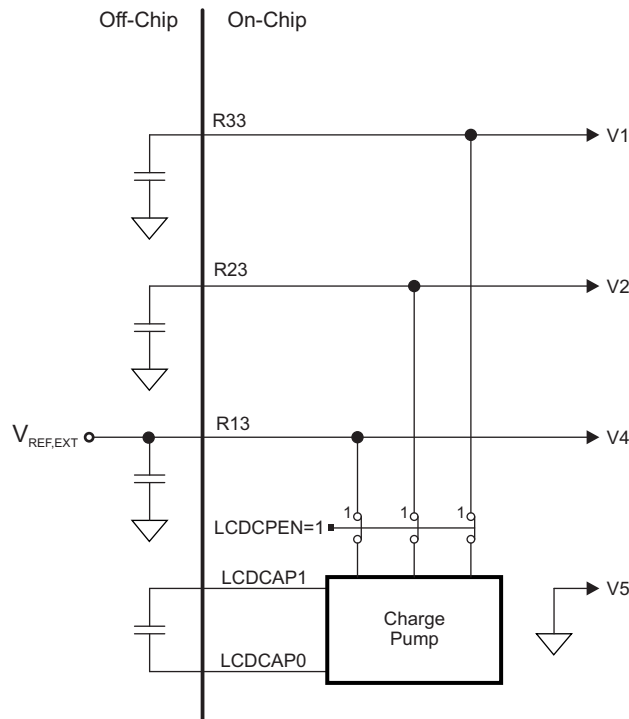 Off-Chip On-Chip
R33
V1
R23
V2
VREF,EXT
R13
V4
1 1 1
LCDCPEN=1
LCDCAP1
V5
Charge
Pump
LCDCAP0